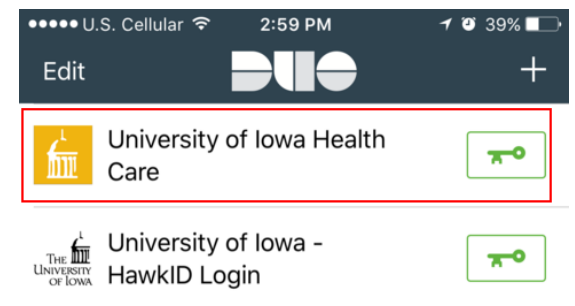 ●●●●● U.S. Cellular 2:59 PM 39%
Edit DUO +
University of Iowa Health
Care
University of Iowa -
HawkID Login
THE
UNIVERSITY
OF IOWA